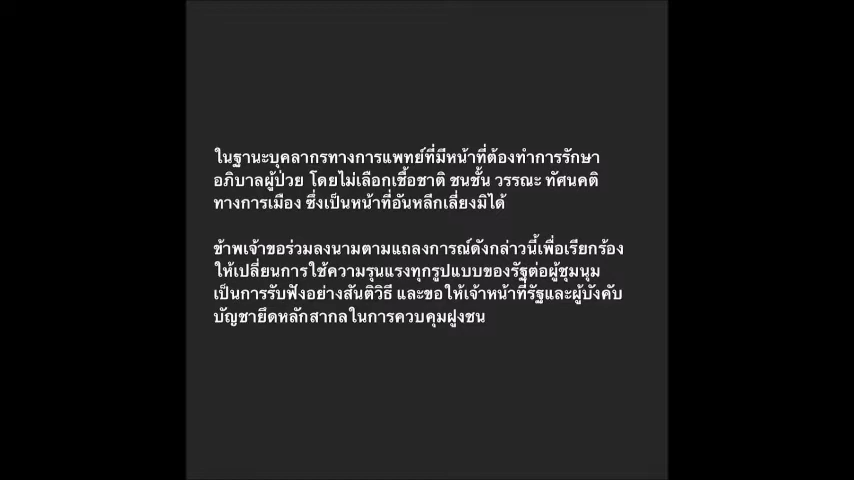 ในฐานะบุคลากรทางการแพทย์ที่มีหน้าที่ต้องทำการรักษา
อภิบาลผู้ป่วย โดยไม่เลือกเชื้อชาติ ชนชั้น วรรณะ ทัศนคติ
ทางการเมือง ซึ่งเป็นหน้าที่อันหลีกเลี่ยงมิได้
ข้าพเจ้าขอร่วมลงนามตามแถลงการณ์ดังกล่าวนี้เพื่อเรียกร้อง
ให้เปลี่ยนการใช้ความรุนแรงทุกรูปแบบของรัฐต่อผู้ชุมนุม
เป็นการรับฟังอย่างสันติวิธี และขอให้เจ้าหน้าที่รัฐและผู้บังคับ
บัญชายึดหลักสากลในการควบคุมฝูงชน